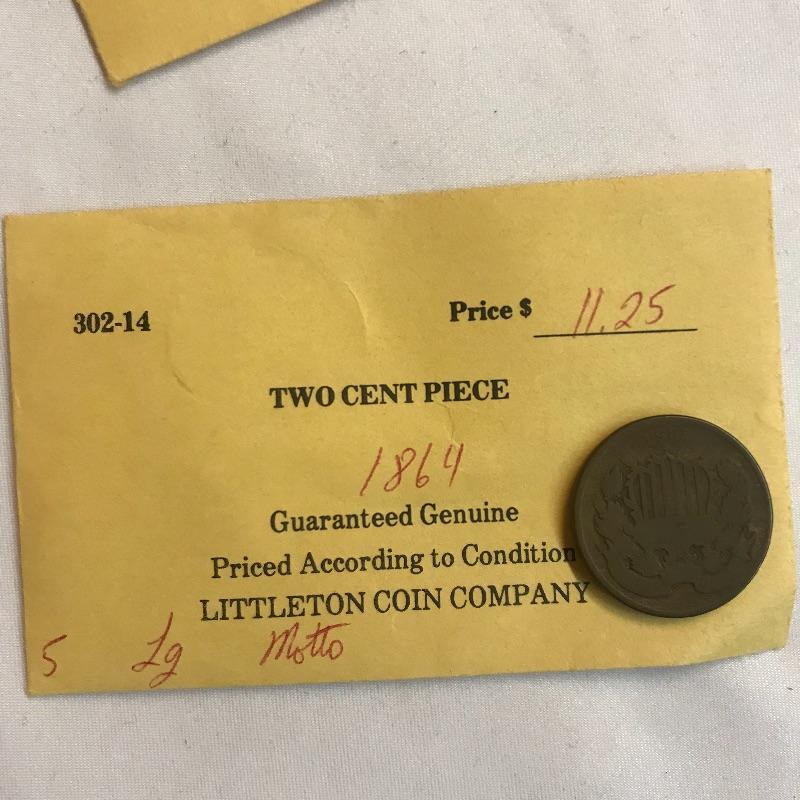 302-14 Price $ 11.25
TWO CENT PIECE
1864
Guaranteed Genuine
Priced According to Condition
LITTLETON COIN COMPANY
5 Lg Motto